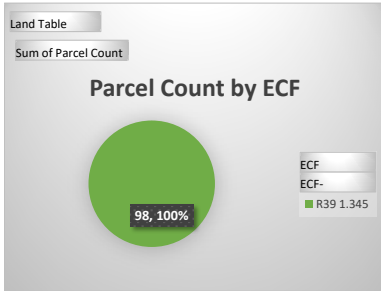 Land Table
Sum of Parcel Count
Parcel Count by ECF
ECF
ECF-
R39 1.345
98, 100%